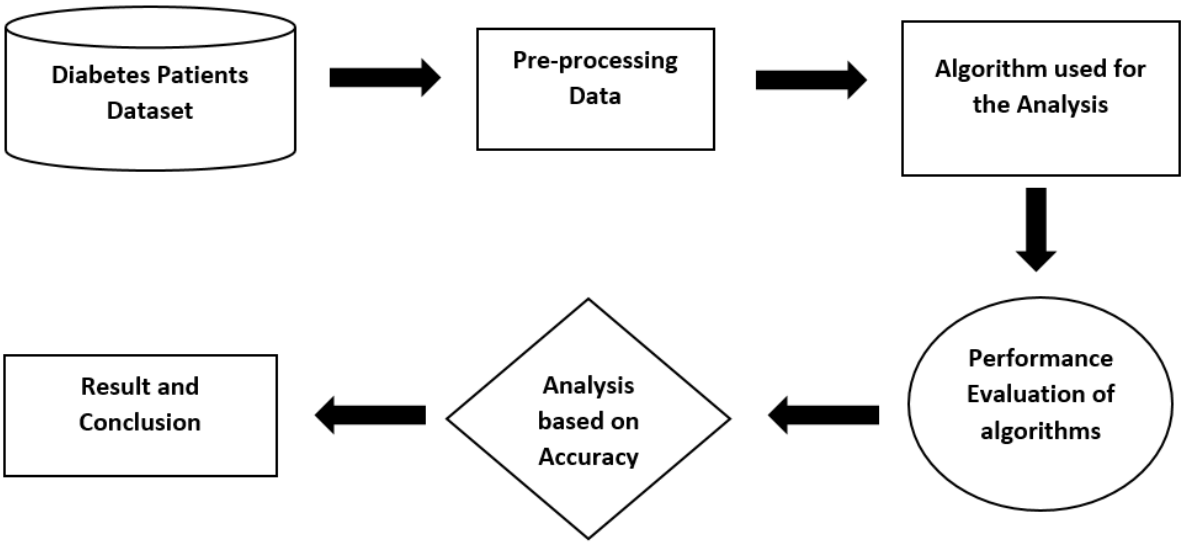 Diabetes Patients
Dataset
Pre-processing
Data
Algorithm used for
the Analysis
Performance
Evaluation of
algorithms
Analysis
based on
Accuracy
Result and
Conclusion